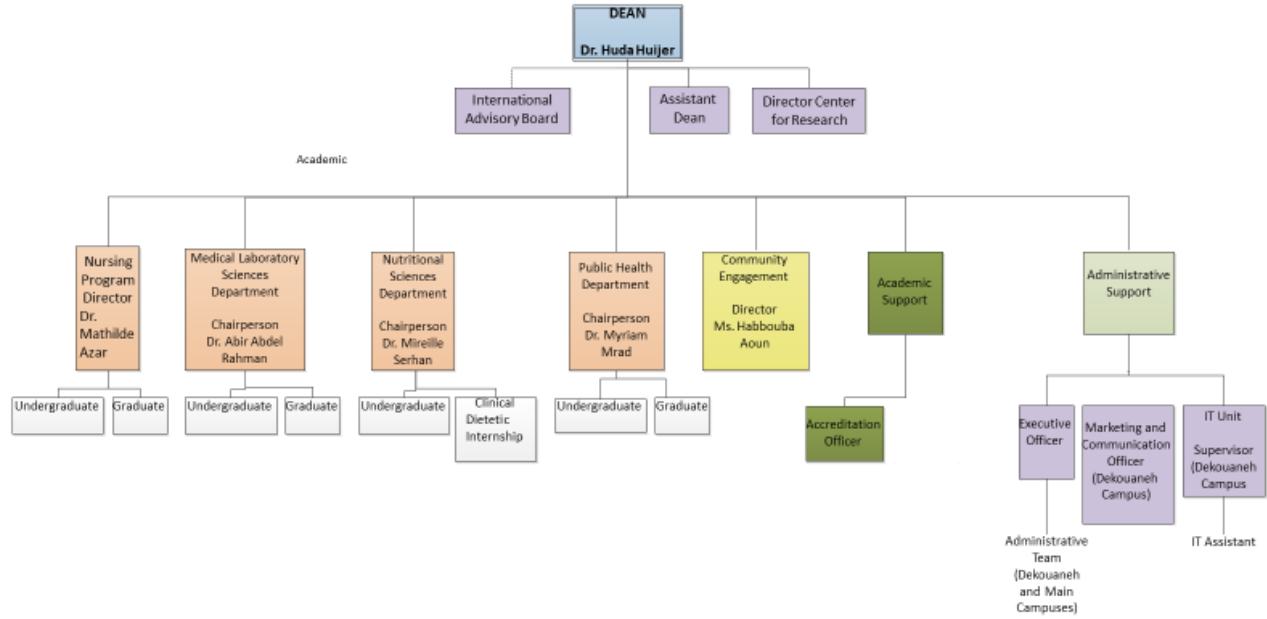 DEAN
Dr. Huda Huijer
International
Advisory Board
Assistant
Dean
Director Center
for Research
Academic
Nursing
Program
Director
Dr.
Mathilde
Azar
Medical Laboratory
Sciences
Department
Chairperson
Dr. Abir Abdel
Rahman
Nutritional
Sciences
Department
Chairperson
Dr. Mireille
Serhan
Public Health
Department
Chairperson
Dr. Myriam
Mrad
Community
Engagement
Director
Ms. Habbouba
Aoun
Academic
Support
Administrative
Support
Undergraduate
Graduate
Undergraduate
Graduate
Undergraduate
Clinical
Dietetic
Internship
Undergraduate
Graduate
Accreditation
Officer
Executive
Officer
Marketing and
Communication
Officer
(Dekouaneh
Campus)
IT Unit
Supervisor
(Dekouaneh
Campus
Administrative
Team
(Dekouaneh
and Main
Campuses)
IT Assistant